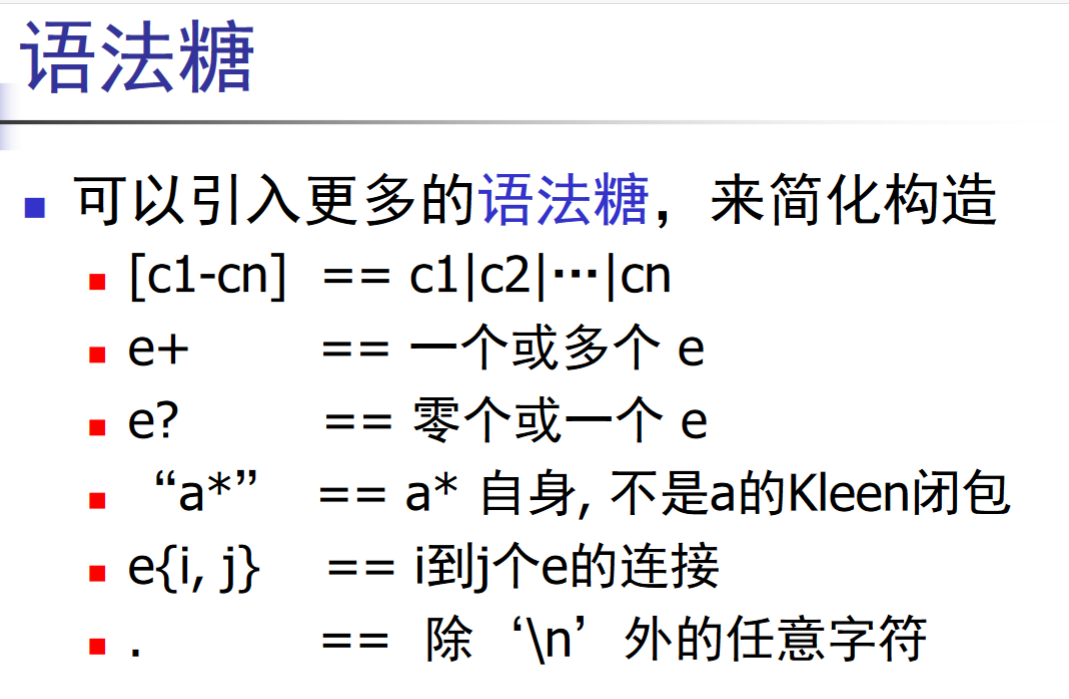 语法糖
可以引入更多的语法糖，来简化构造
[c1-cn] == c1|c2|…|cn
e+ == 一个或多个 e
e? == 零个或一个 e
“a*” == a* 自身, 不是a的Kleen闭包
e{i, j} == i到j个e的连接
. == 除‘\n’外的任意字符